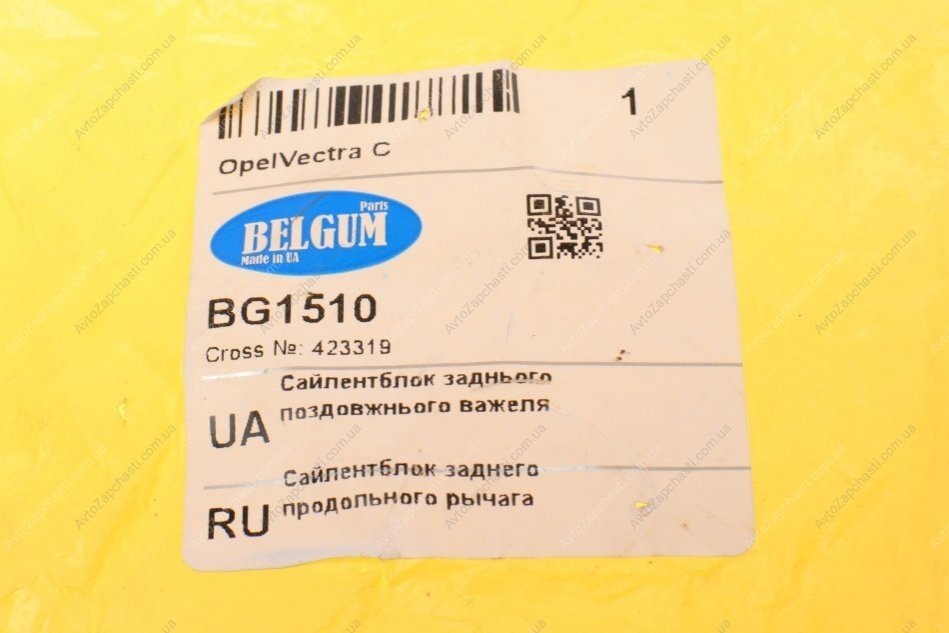 1
OpelVectra C
Parts
BELGUM
Made in UA
BG1510
Cross №: 423319
UA
Сайлентблок заднього
поздовжнього важеля
RU
Сайлентблок заднего
продольного рычага
AvtoZapchasti.com.ua